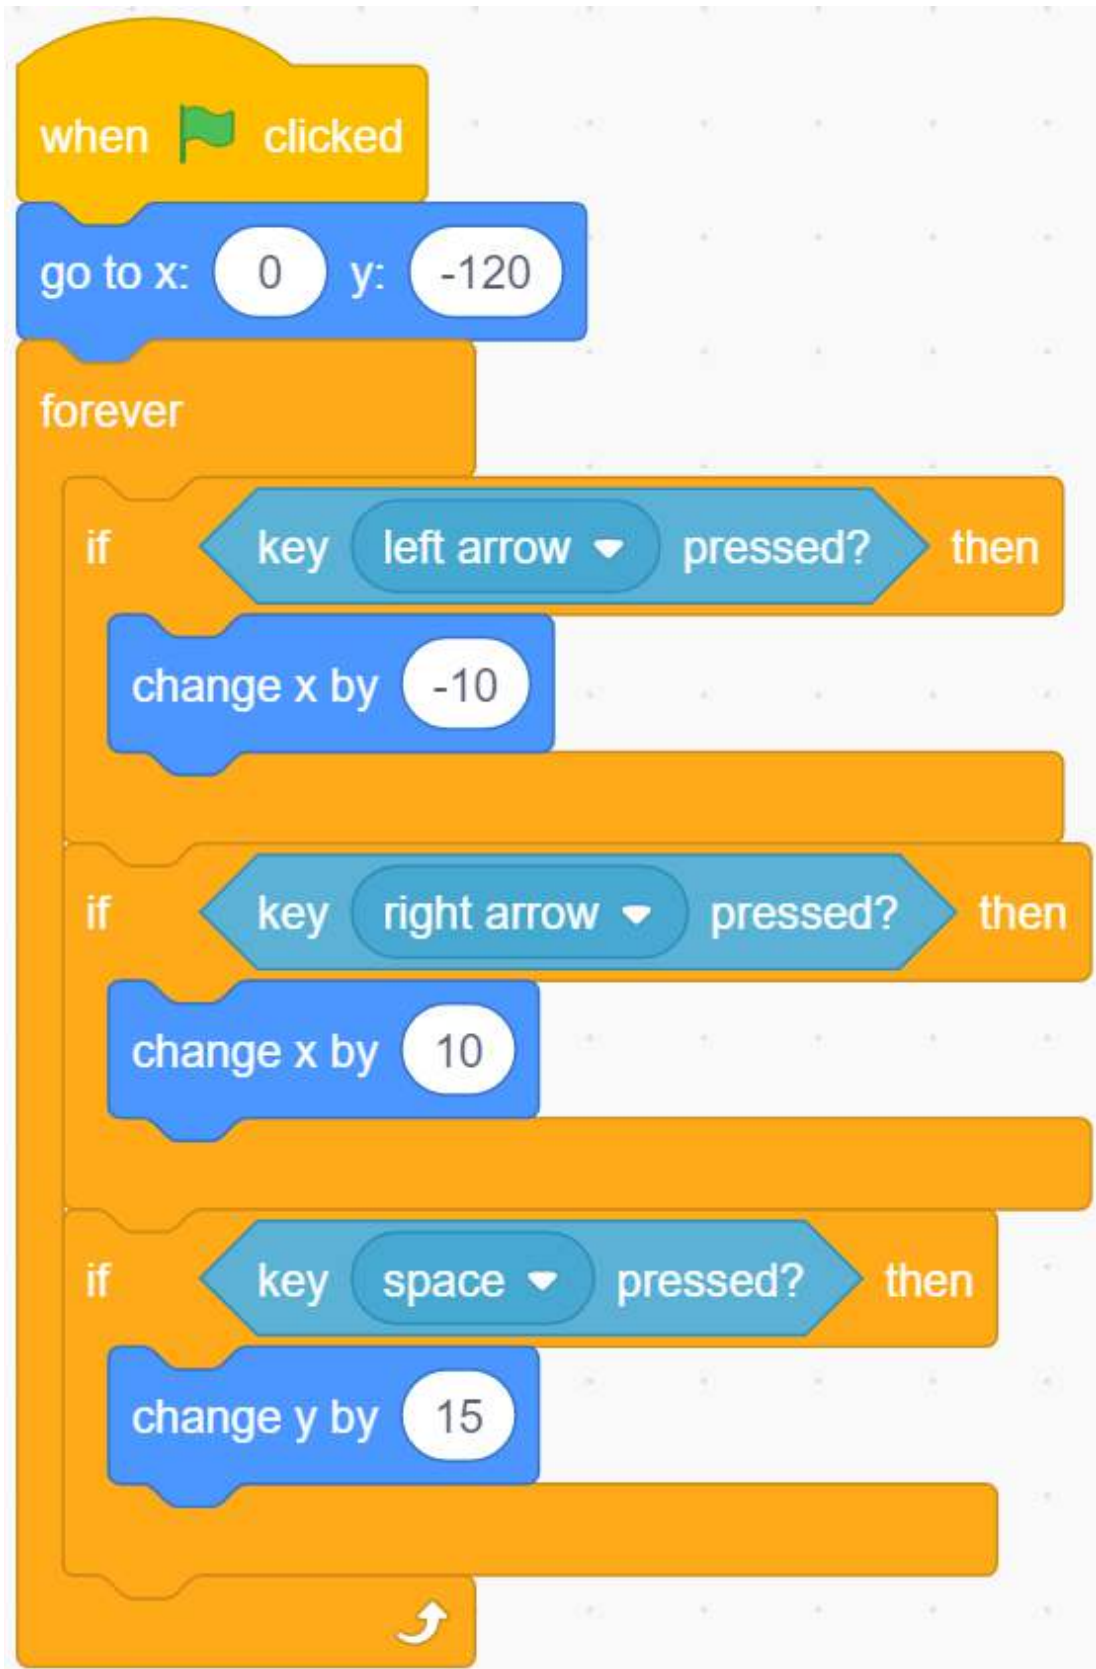 when clicked
go to x: 0 y: -120
forever
if key left arrow pressed? then
change x by -10
if key right arrow pressed? then
change x by 10
if key space pressed? then
change y by 15